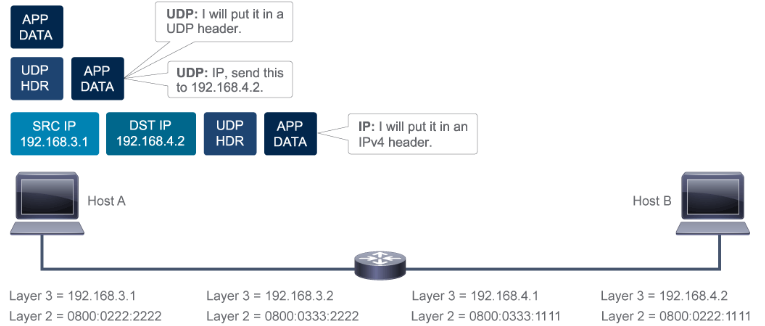 APP
DATA
UDP: I will put it in a
UDP header.
UDP
HDR
APP
DATA
UDP: IP, send this
to 192.168.4.2.
SRC IP
192.168.3.1
DST IP
192.168.4.2
UDP
HDR
APP
DATA
IP: I will put it in an
IPv4 header.
Host A
Host B
Layer 3 = 192.168.3.1
Layer 2 = 0800:0222:2222
Layer 3 = 192.168.3.2
Layer 2 = 0800:0333:2222
Layer 3 = 192.168.4.1
Layer 2 = 0800:0333:1111
Layer 3 = 192.168.4.2
Layer 2 = 0800:0222:1111